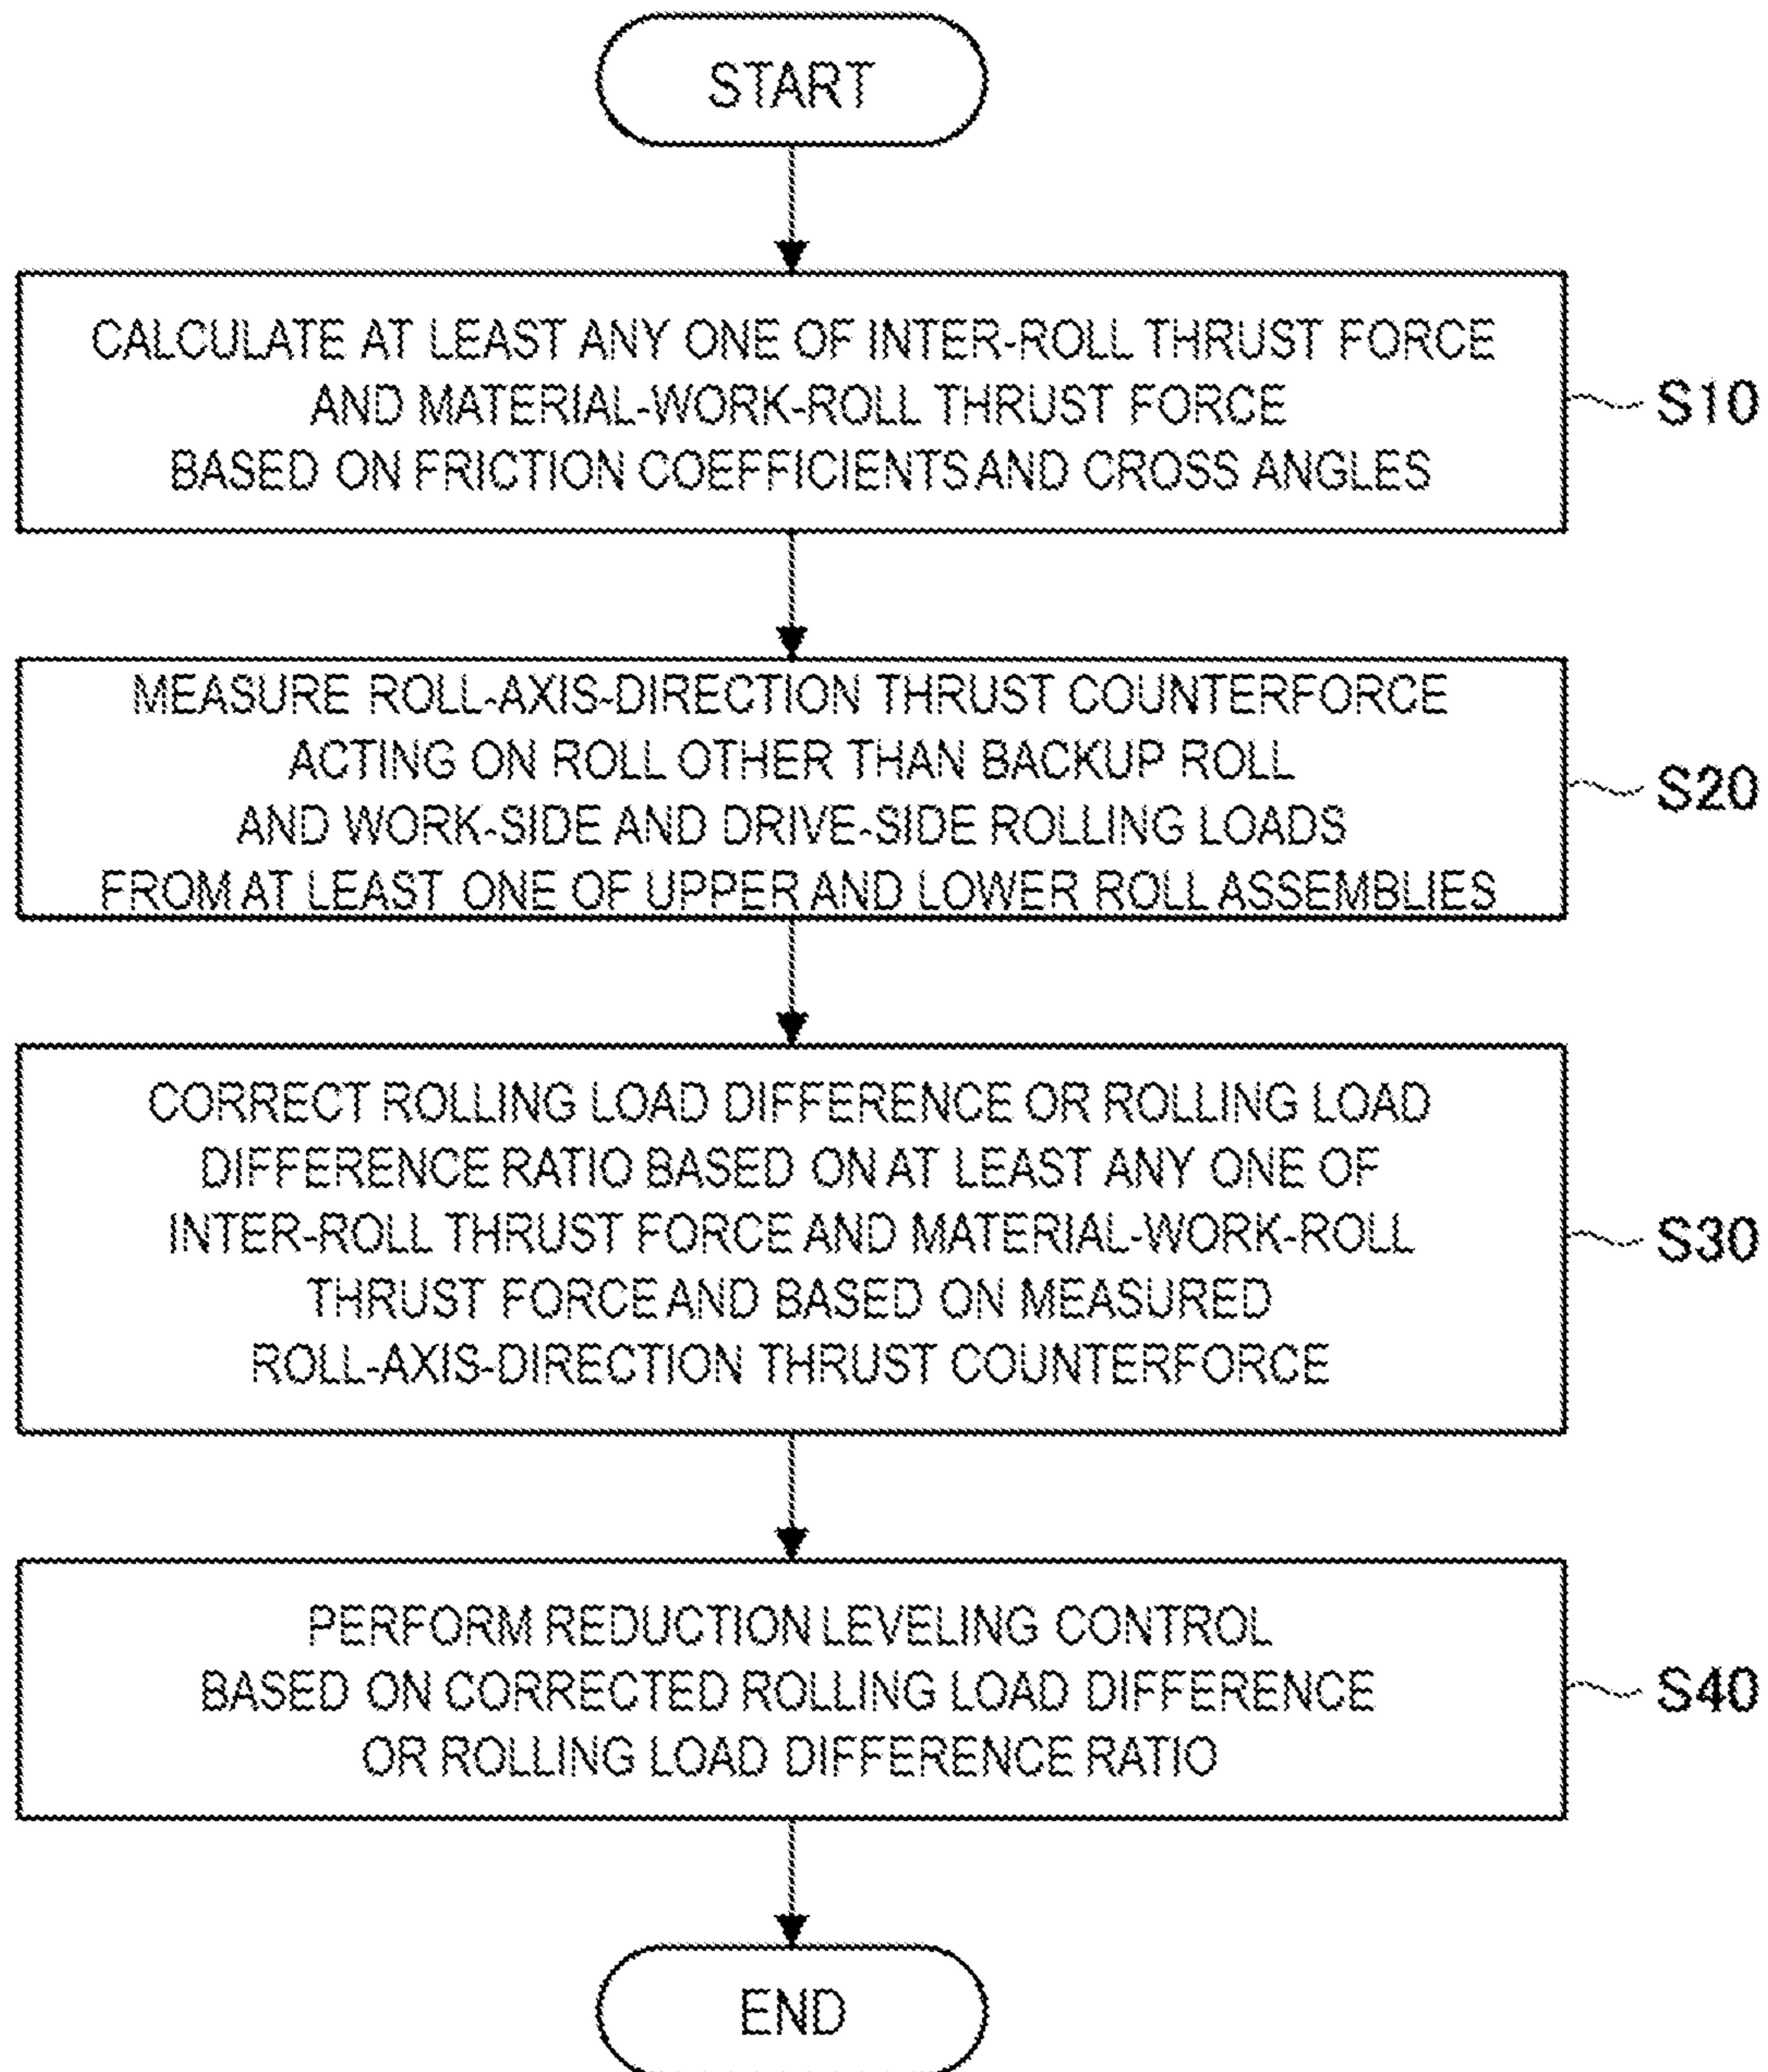 START
CALCULATE AT LEAST ANY ONE OF INTER-ROLL THRUST FORCE
AND MATERIAL-WORK-ROLL THRUST FORCE
BASED ON FRICTION COEFFICIENTS AND CROSS ANGLES
S10
MEASURE ROLL-AXIS-DIRECTION THRUST COUNTERFORCE
ACTING ON ROLL OTHER THAN BACKUP ROLL
AND WORK-SIDE AND DRIVE-SIDE ROLLING LOADS
FROM AT LEAST ONE OF UPPER AND LOWER ROLL ASSEMBLIES
S20
CORRECT ROLLING LOAD DIFFERENCE OR ROLLING LOAD
DIFFERENCE RATIO BASED ON AT LEAST ANY ONE OF
INTER-ROLL THRUST FORCE AND MATERIAL-WORK-ROLL
THRUST FORCE AND BASED ON MEASURED
ROLL-AXIS-DIRECTION THRUST COUNTERFORCE
S30
PERFORM REDUCTION LEVELING CONTROL
BASED ON CORRECTED ROLLING LOAD DIFFERENCE
OR ROLLING LOAD DIFFERENCE RATIO
S40
END